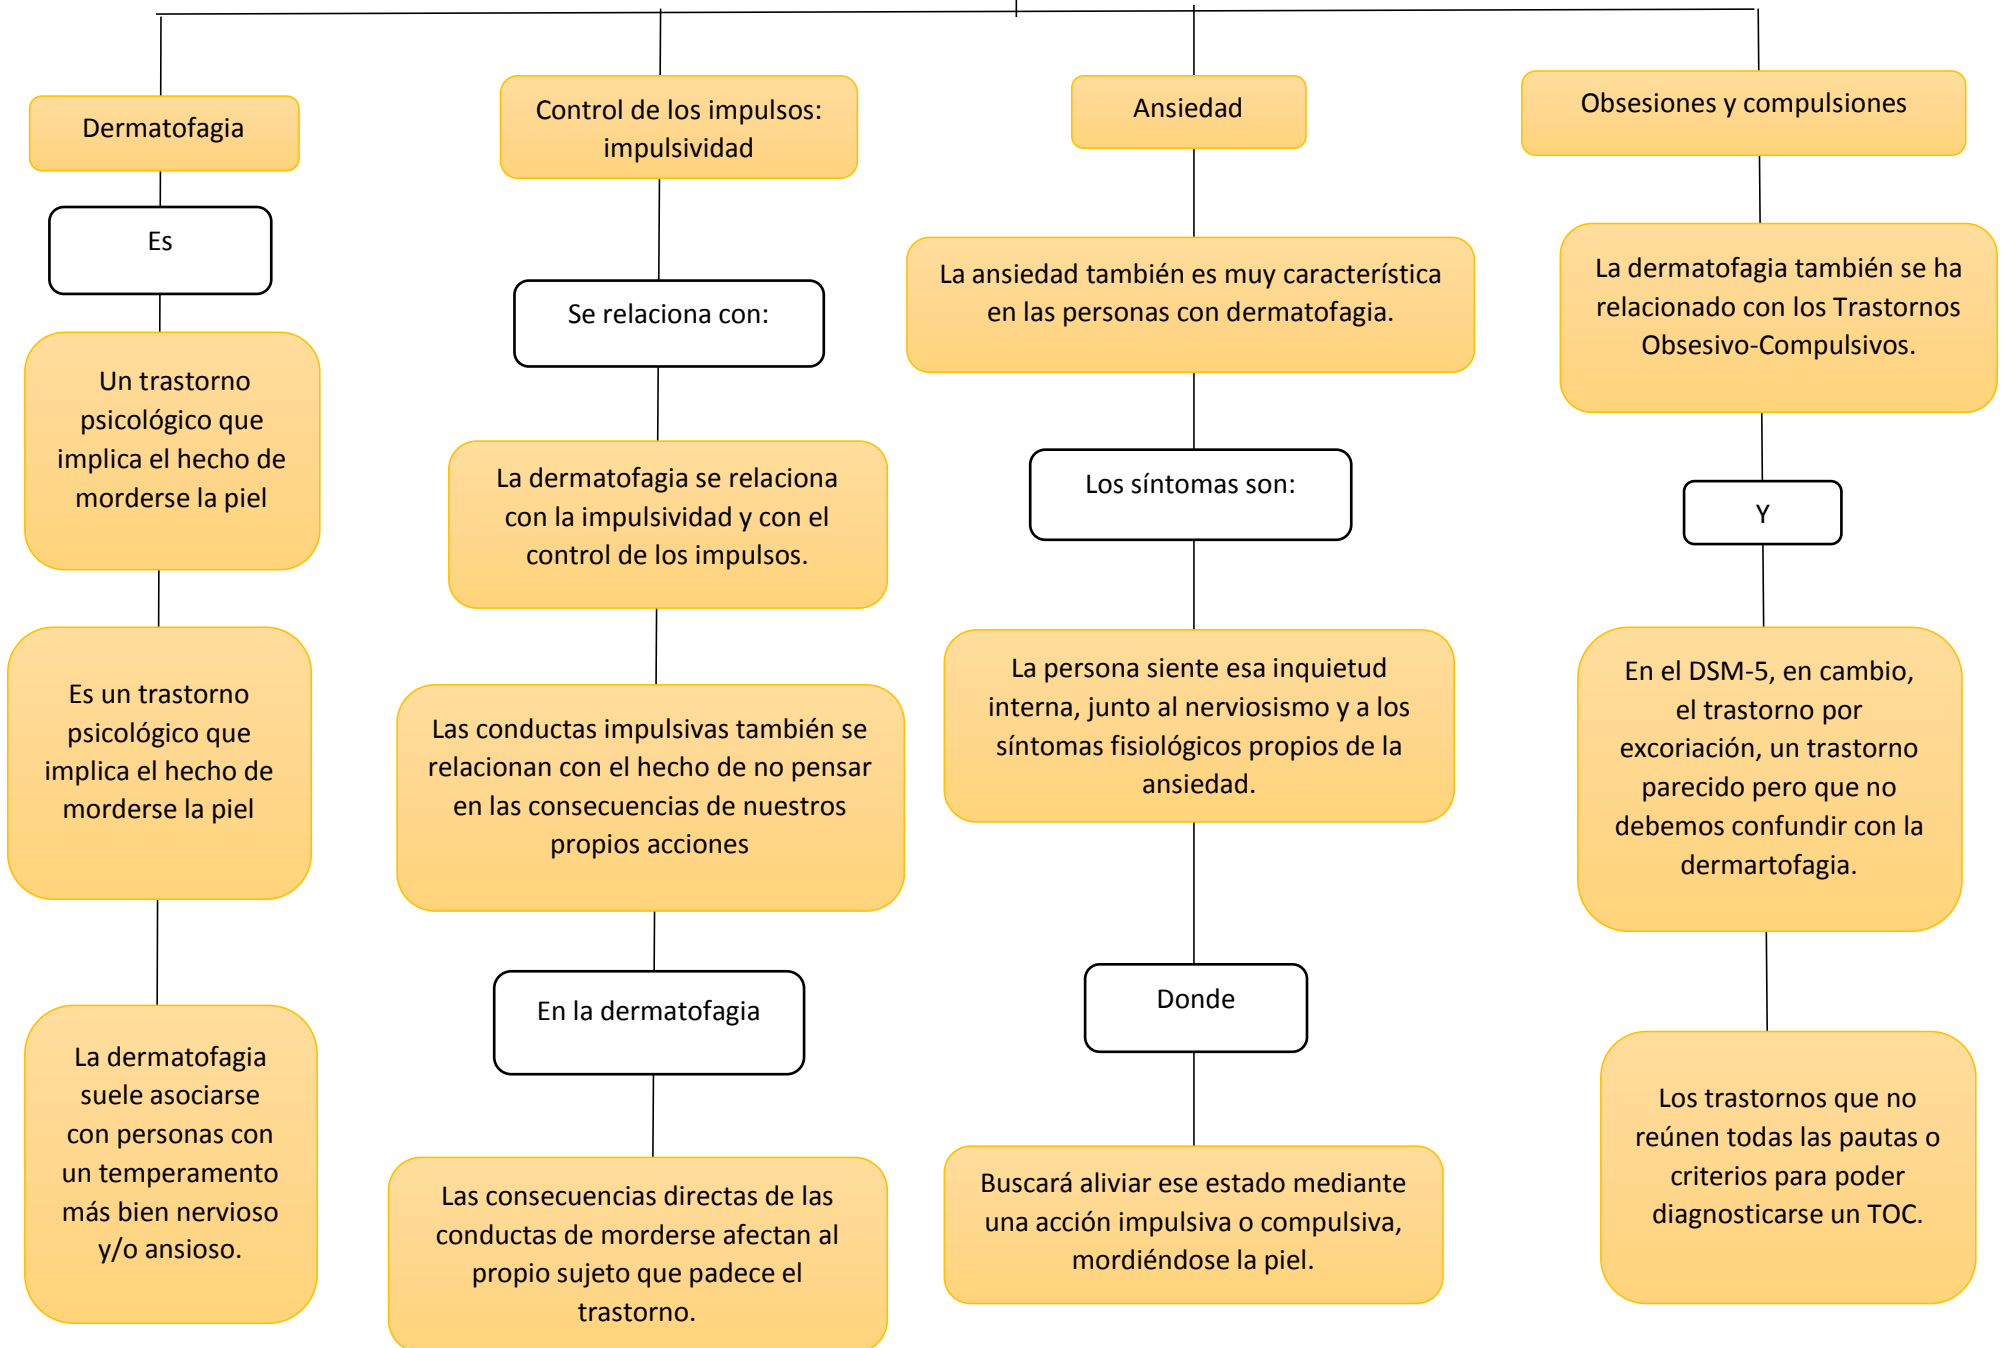 Dermatofagia
Es
Un trastorno
psicológico que
implica el hecho de
morderse la piel
Es un trastorno
psicológico que
implica el hecho de
morderse la piel
La dermatofagia
suele asociarse
con personas con
un temperamento
más bien nervioso
y/o ansioso.
Control de los impulsos:
impulsividad
Se relaciona con:
La dermatofagia se relaciona
con la impulsividad y con el
control de los impulsos.
Las conductas impulsivas también se
relacionan con el hecho de no pensar
en las consecuencias de nuestros
propios acciones
En la dermatofagia
Las consecuencias directas de las
conductas de morderse afectan al
propio sujeto que padece el
trastorno.
Ansiedad
La ansiedad también es muy característica
en las personas con dermatofagia.
Los síntomas son:
La persona siente esa inquietud
interna, junto al nerviosismo y a los
síntomas fisiológicos propios de la
ansiedad.
Donde
Buscará aliviar ese estado mediante
una acción impulsiva o compulsiva,
mordiéndose la piel.
Obsesiones y compulsiones
La dermatofagia también se ha
relacionado con los Trastornos
Obsesivo-Compulsivos.
Y
En el DSM-5, en cambio,
el trastorno por
excoriación, un trastorno
parecido pero que no
debemos confundir con la
dermartofagia.
Los trastornos que no
reúnen todas las pautas o
criterios para poder
diagnosticarse un TOC.